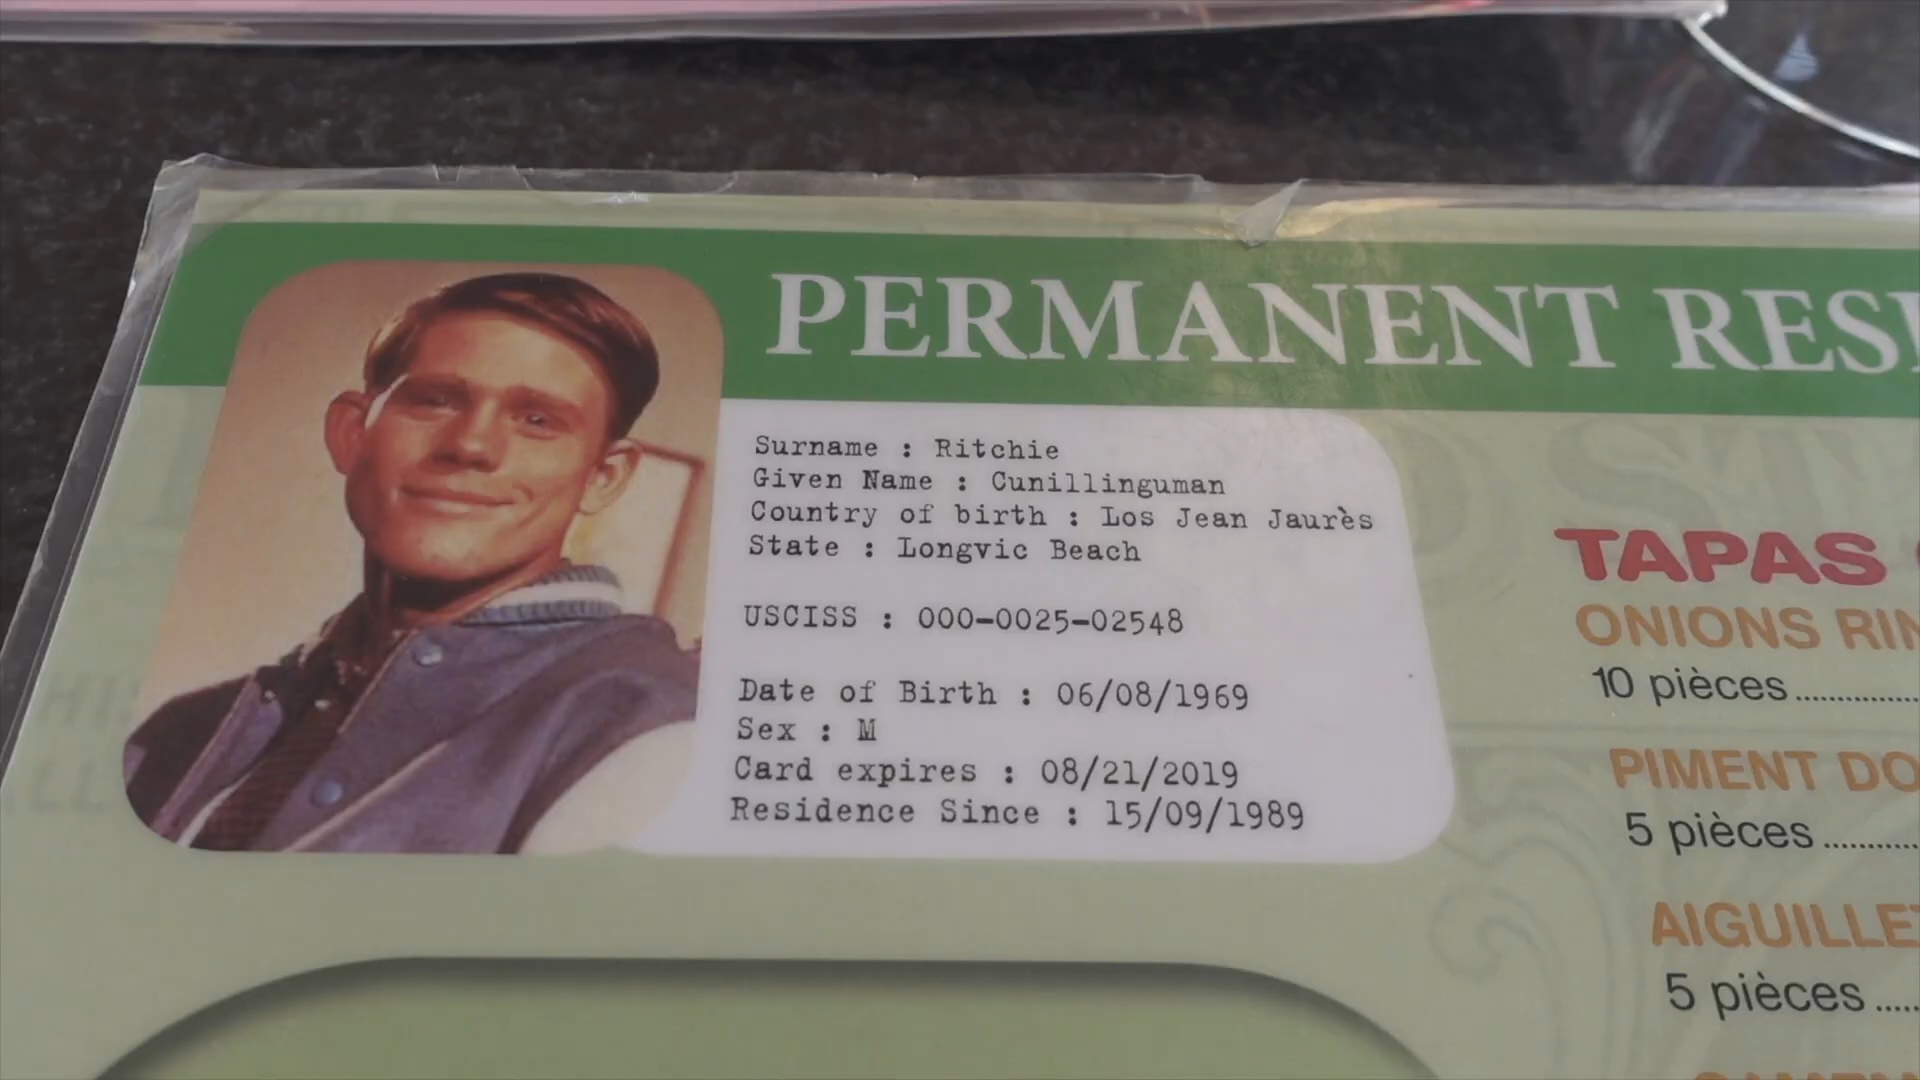 PERMANENT RESI
Surname : Ritchie
Given Name : Cunillinguman
Country of birth : Los Jean Jaurès
State : Longvic Beach
USCISS : 000-0025-02548
Date of Birth : 06/08/1969
Sex : M
Card expires : 08/21/2019
Residence Since : 15/09/1989
TAPAS
ONIONS RIN
10 pièces
PIMENT DO
5 pièces
AIGUILLET
5 pièces